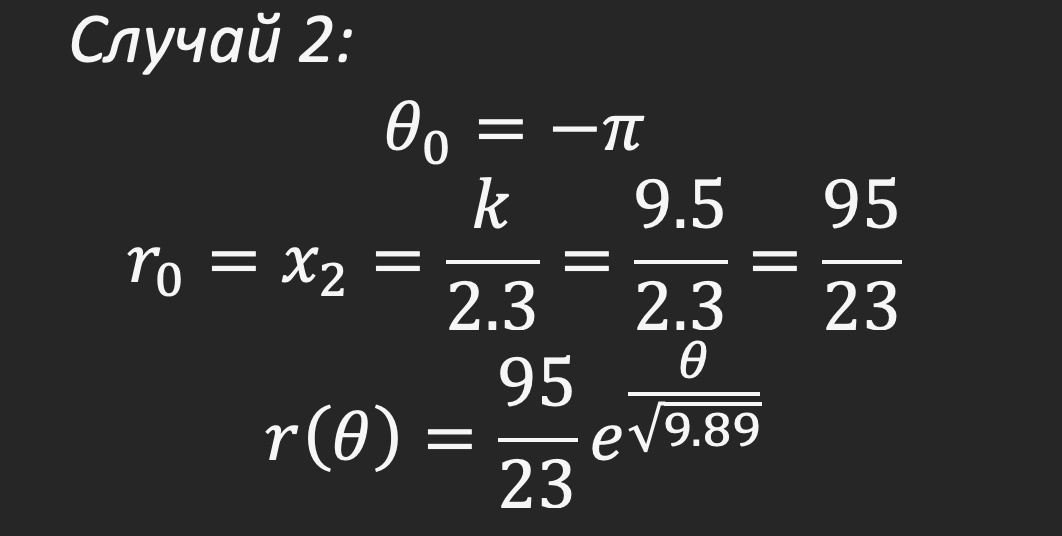 Случай 2:
θ₀ = −π
r₀ = x₂ = k/2.3 = 9.5/2.3 = 95/23
r(θ) = 95/23 e^(θ/√9.89)